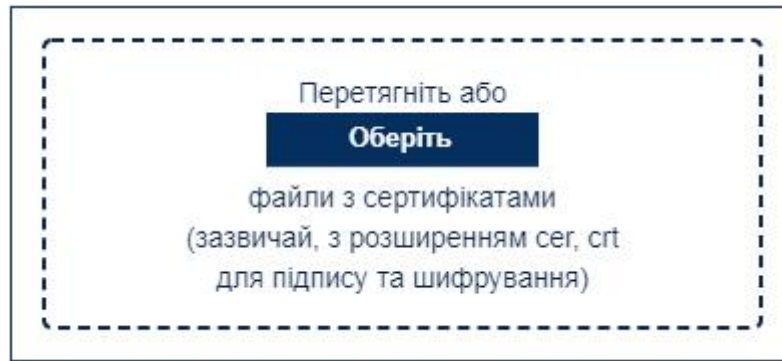 Перетягніть або
Оберіть
файли з сертифікатами
(зазвичай, з розширенням cer, crt
для підпису та шифрування)